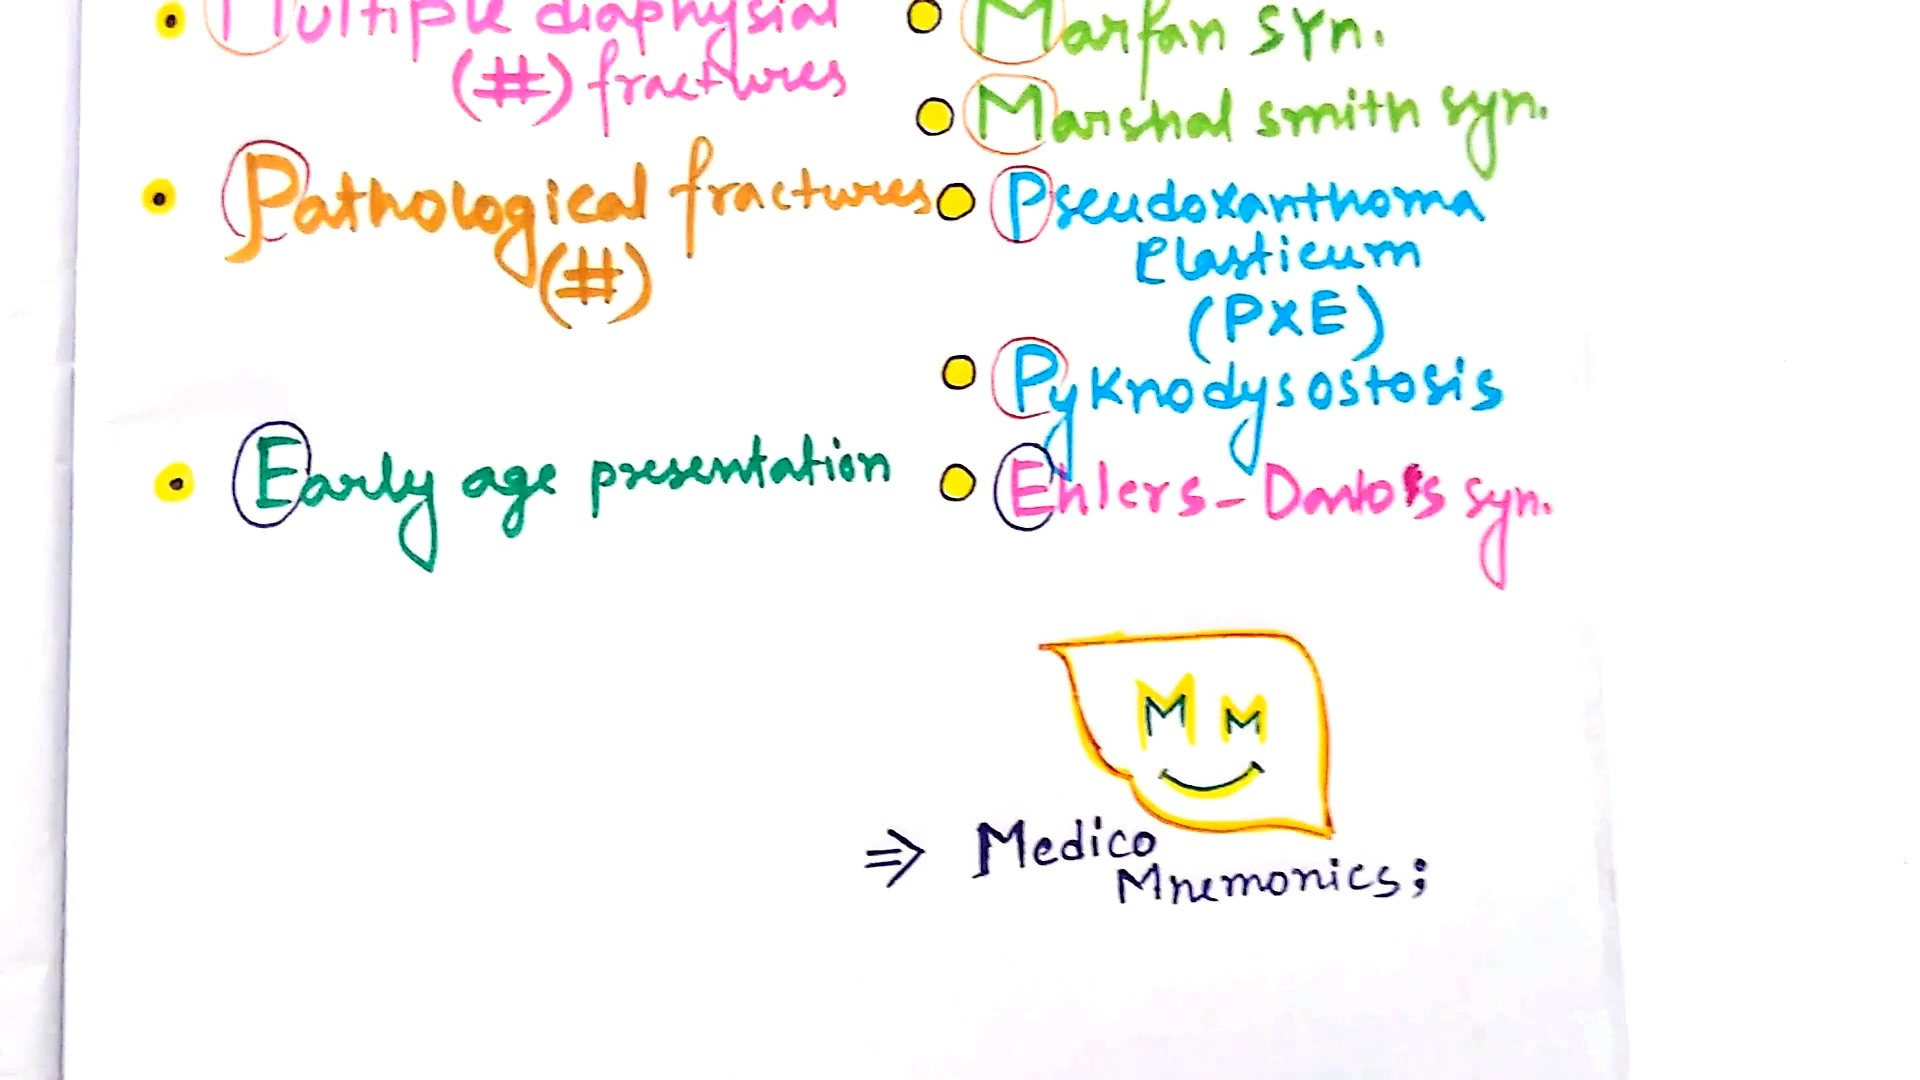 Multiple diaphysial
(#) fractures
Pathological fractures
(#)
Early age presentation
Marfan syn.
Marshal smith syn.
Pseudoxanthoma
Elasticum
(PXE)
Pyknodysostosis
Ehlers-Danlos syn.
M M
⇒ Medico
Mnemonics;